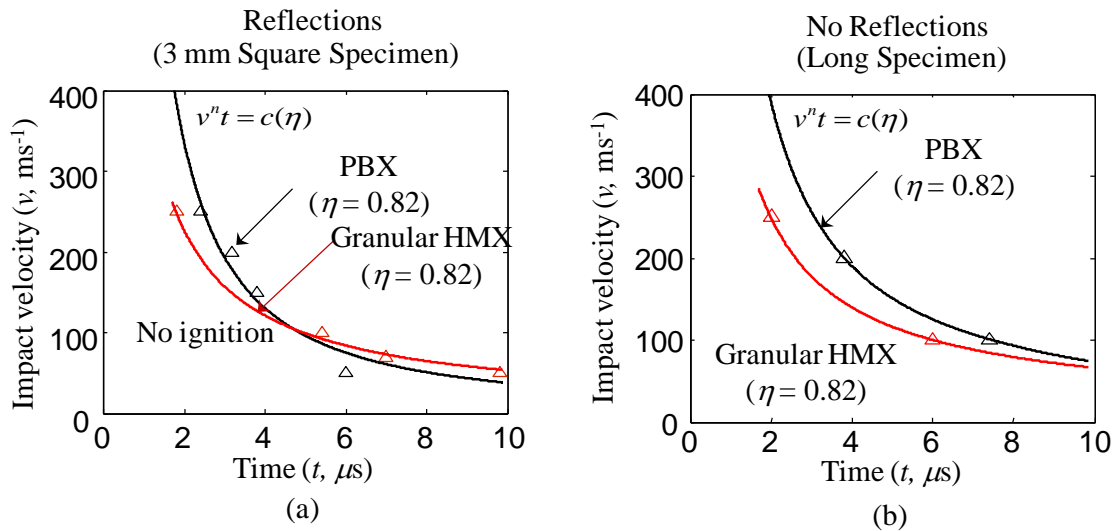 Reflections
(3 mm Square Specimen)
400
300
200
100
0
0 2 4 6 8 10
Impact velocity (v, ms-1)
Time (t, μs)
vⁿt = c(η)
PBX
(η = 0.82)
Granular HMX
(η = 0.82)
No ignition
(a)
No Reflections
(Long Specimen)
400
300
200
100
0
0 2 4 6 8 10
Impact velocity (v, ms-1)
Time (t, μs)
vⁿt = c(η)
PBX
(η = 0.82)
Granular HMX
(η = 0.82)
(b)